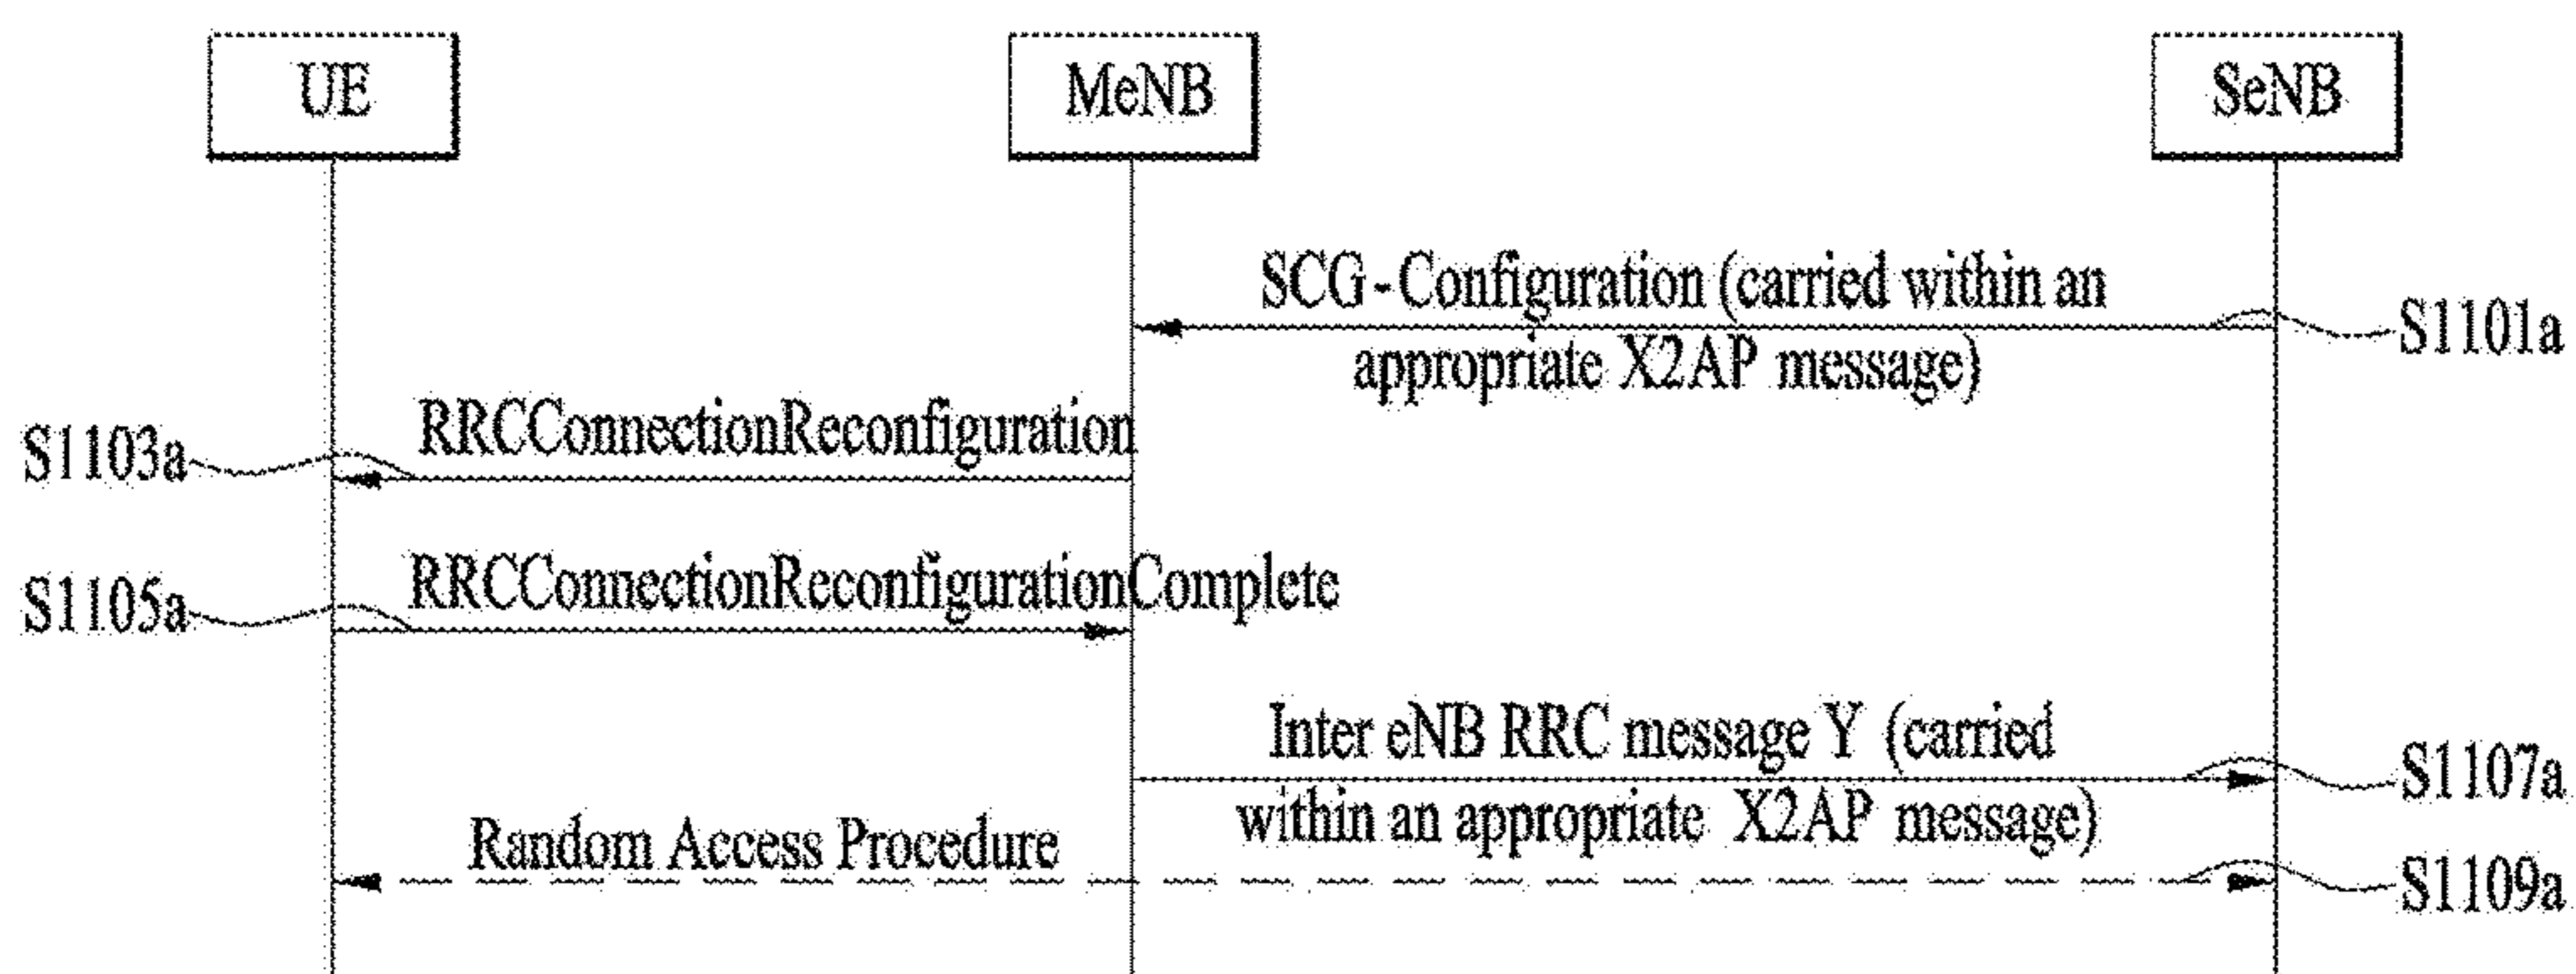 UE
MeNB
SeNB
SCG-Configuration (carried within an
appropriate X2AP message)
S1101a
RRCConnectionReconfiguration
S1103a
RRCConnectionReconfigurationComplete
S1105a
Inter eNB RRC message Y (carried
within an appropriate X2AP message)
S1107a
Random Access Procedure
S1109a